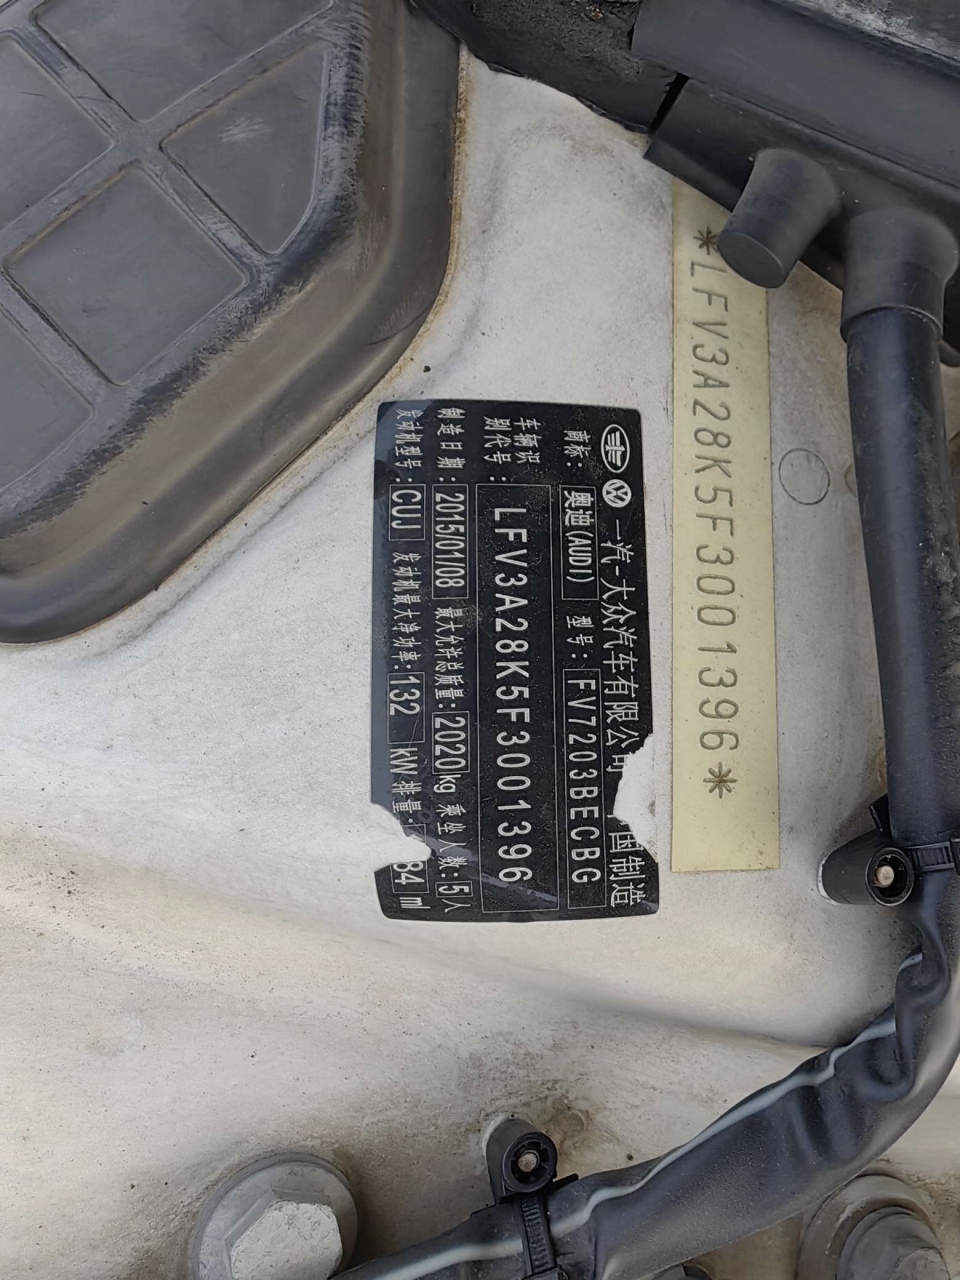 *LFV3A28K5F3001396*
一汽-大众汽车有限公司 国制造
商标: 奥迪(AUDI) 型号: FV7203BECBG
车辆识别代号: LFV3A28K5F3001396
制造日期: 2015/01/08 最大允许总质量: 2020kg 乘坐人数: 5人
发动机型号: CUJ 发动机最大净功率: 132 kW 排量: 84 ml